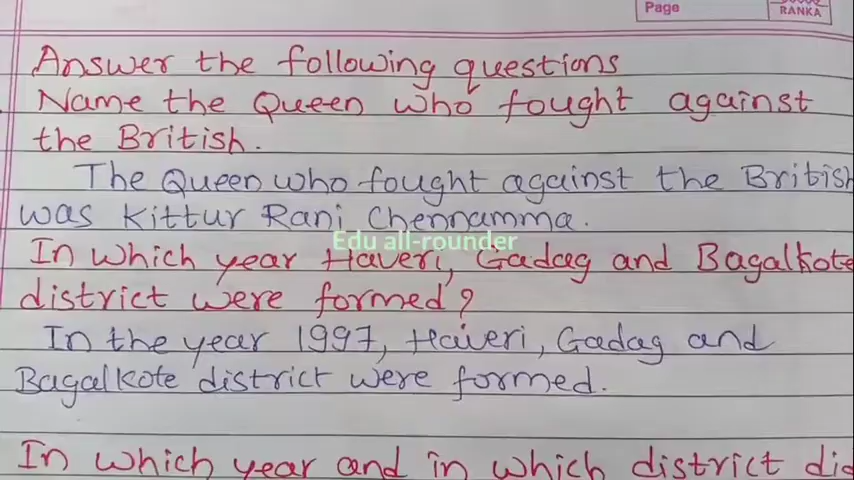 Page
RANKA
Answer the following questions
Name the Queen who fought against
the British.
The Queen who fought against the British
was Kittur Rani Chennamma.
Edu all-rounder
In which year Haveri, Gadag and Bagalkote
district were formed?
In the year 1997, Haveri, Gadag and
Bagalkote district were formed.
In which year and in which district did